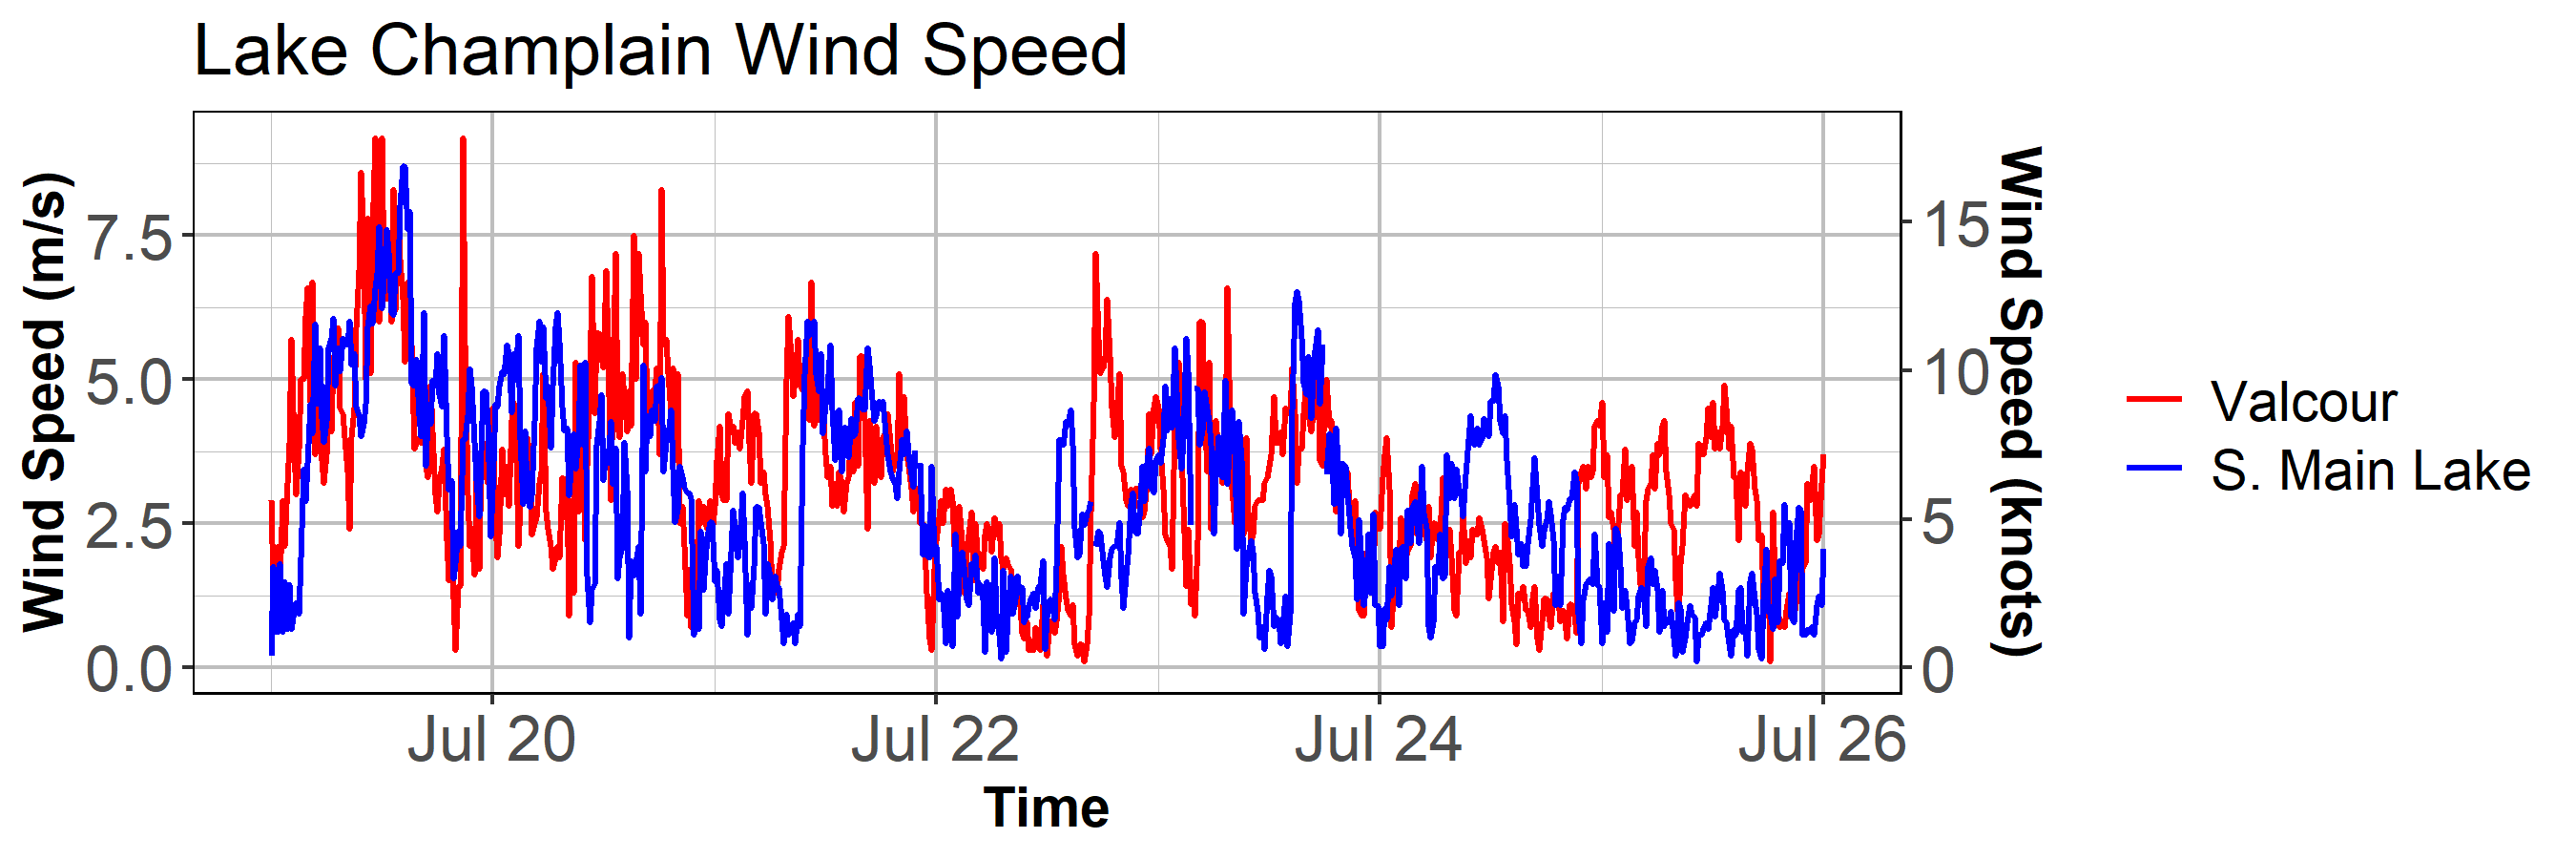 Lake Champlain Wind Speed
Wind Speed (m/s)
7.5
5.0
2.5
0.0
15
10
5
0
Wind Speed (knots)
Jul 20
Jul 22
Jul 24
Jul 26
Time
Valcour
S. Main Lake